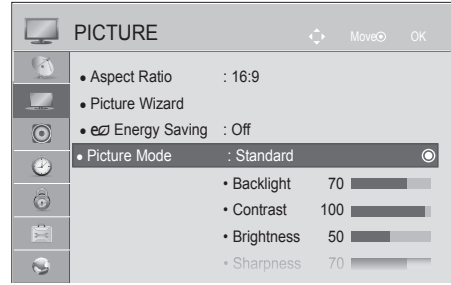 PICTURE
Move OK
• Aspect Ratio : 16:9
• Picture Wizard
• Energy Saving : Off
• Picture Mode : Standard
• Backlight 70
• Contrast 100
• Brightness 50
• Sharpness 70